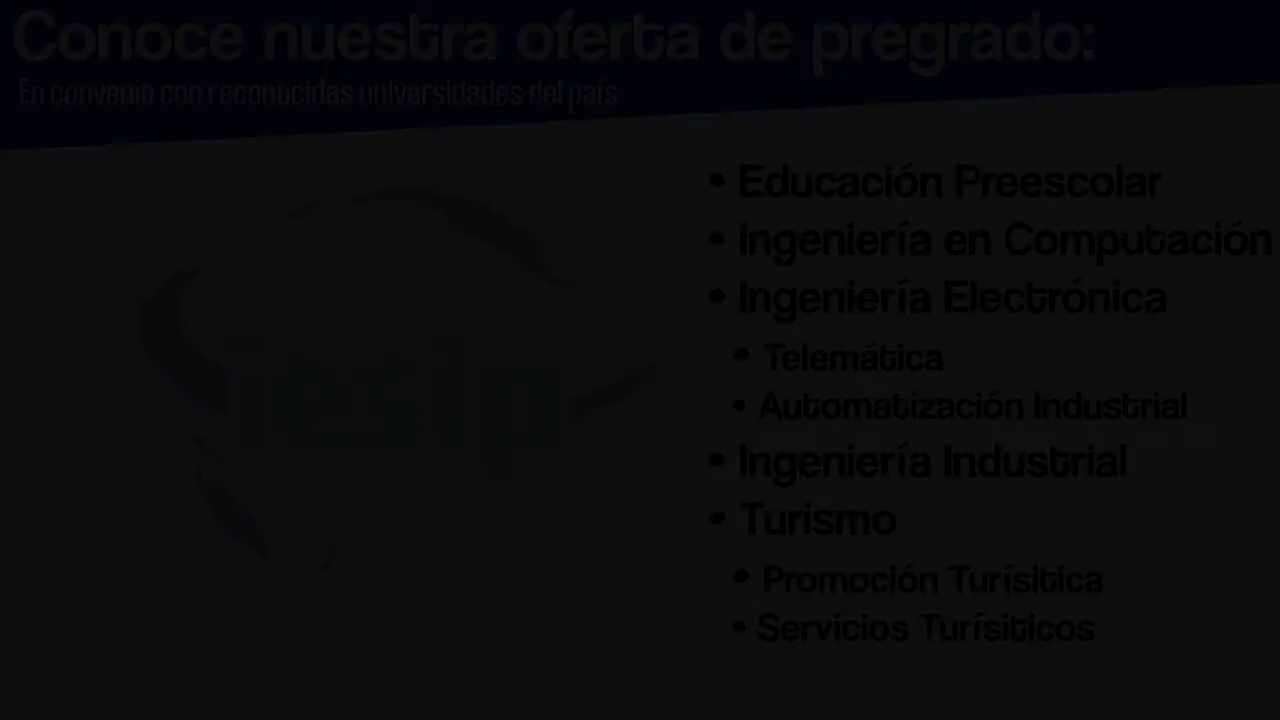 Conoce nuestra oferta de pregrado:
En convenio con reconocidas universidades del país
iesip
• Educación Preescolar
• Ingeniería en Computación
• Ingeniería Electrónica
• Telemática
• Automatización Industrial
• Ingeniería Industrial
• Turismo
• Promoción Turísitica
• Servicios Turísiticos